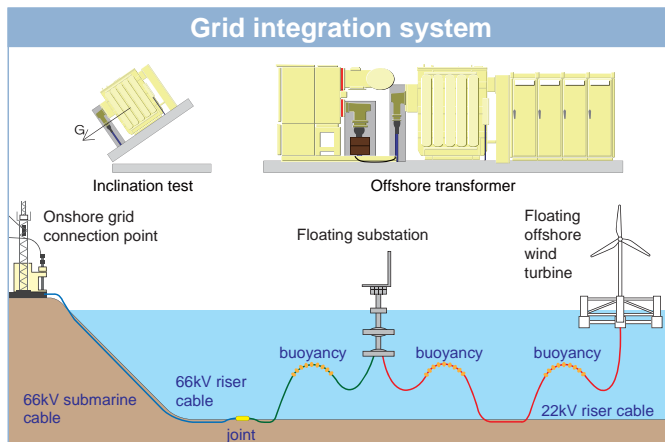 Grid integration system
G
Inclination test
Offshore transformer
Onshore grid
connection point
Floating substation
Floating
offshore
wind
turbine
buoyancy
buoyancy
buoyancy
66kV riser
cable
66kV submarine
cable
22kV riser cable
joint